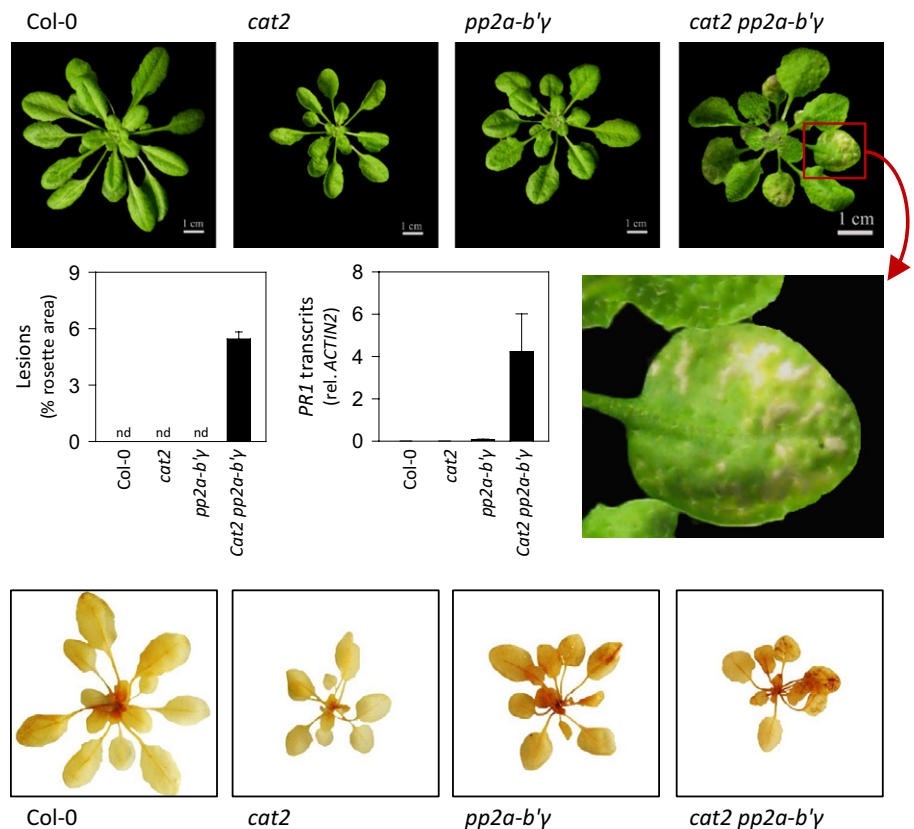 Col-0
cat2
pp2a-b'γ
cat2 pp2a-b'γ
1 cm
1 cm
1 cm
1 cm
Lesions
(% rosette area)
9
6
3
0
nd
nd
nd
Col-0
cat2
pp2a-b'γ
Cat2 pp2a-b'γ
PR1 transcrits
(rel. ACTIN2)
8
6
4
2
0
Col-0
cat2
pp2a-b'γ
Cat2 pp2a-b'γ
Col-0
cat2
pp2a-b'γ
cat2 pp2a-b'γ